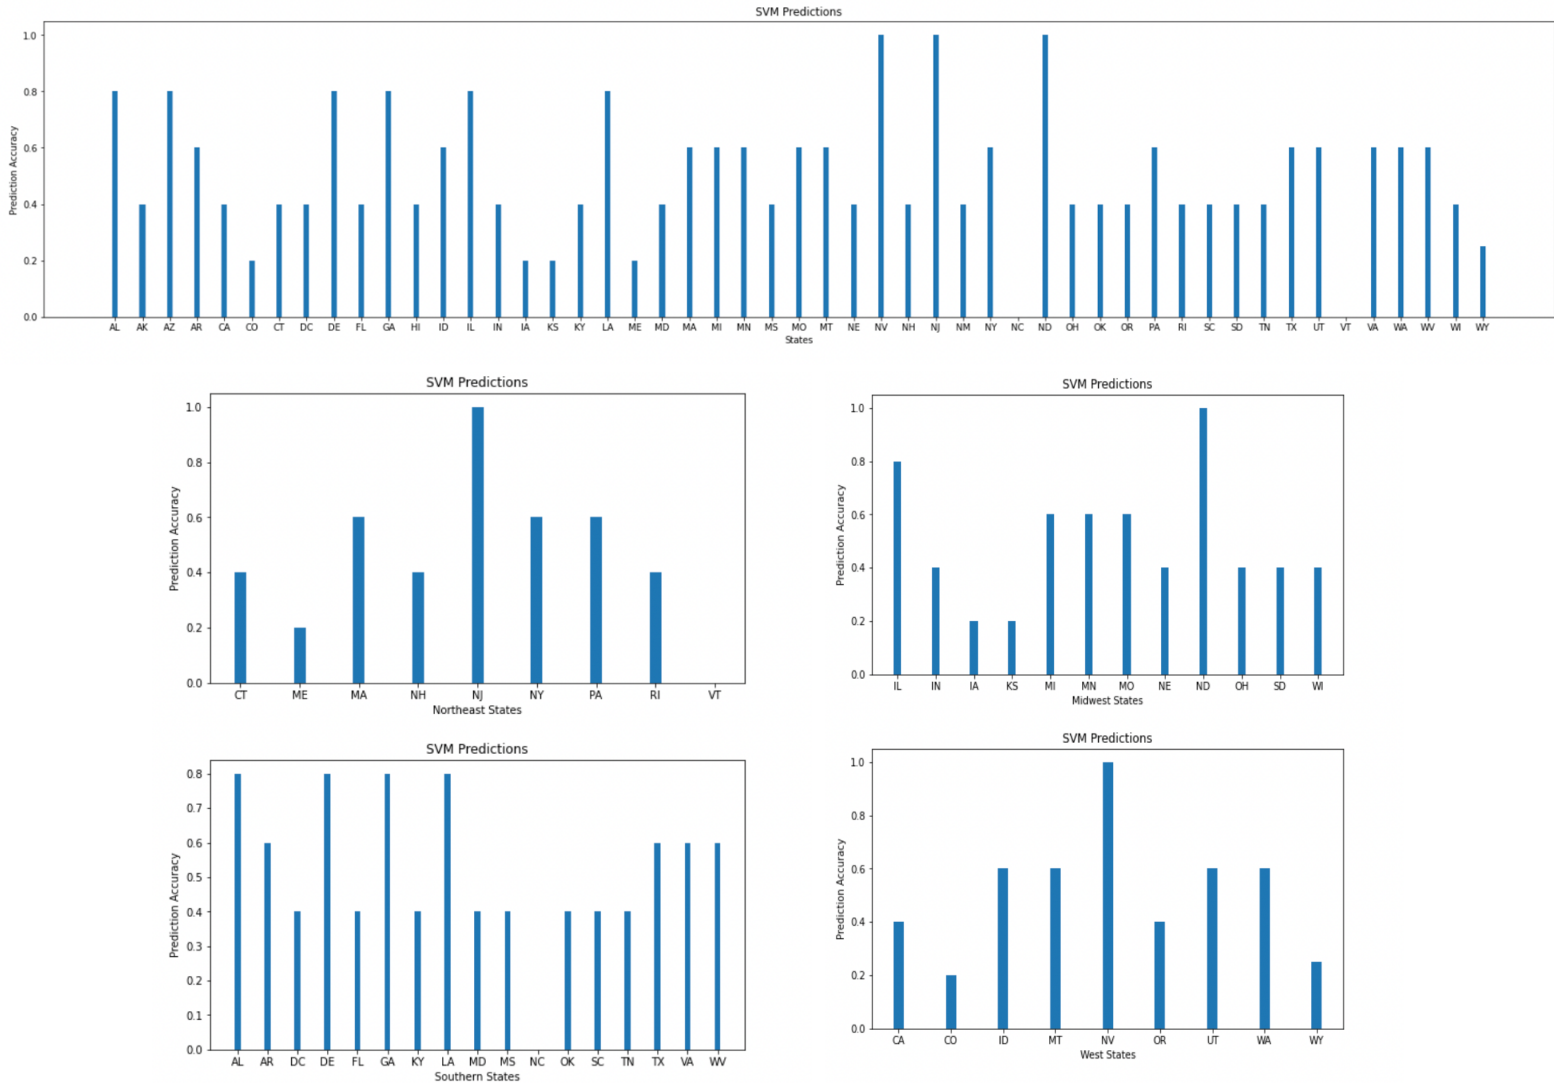 SVM Predictions
Prediction Accuracy
1.0
0.8
0.6
0.4
0.2
0.0
AL AK AZ AR CA CO CT DC DE FL GA HI ID IL IN IA KS KY LA ME MD MA MI MN MS MO MT NE NV NH NJ NM NY NC ND OH OK OR PA RI SC SD TN TX UT VT VA WA WV WI WY
States
SVM Predictions
Prediction Accuracy
1.0
0.8
0.6
0.4
0.2
0.0
CT ME MA NH NJ NY PA RI VT
Northeast States
SVM Predictions
Prediction Accuracy
1.0
0.8
0.6
0.4
0.2
0.0
IL IN IA KS MI MN MO NE ND OH SD WI
Midwest States
SVM Predictions
Prediction Accuracy
0.8
0.7
0.6
0.5
0.4
0.3
0.2
0.1
0.0
AL AR DC DE FL GA KY LA MD MS NC OK SC TN TX VA WV
Southern States
SVM Predictions
Prediction Accuracy
1.0
0.8
0.6
0.4
0.2
0.0
CA CO ID MT NV OR UT WA WY
West States